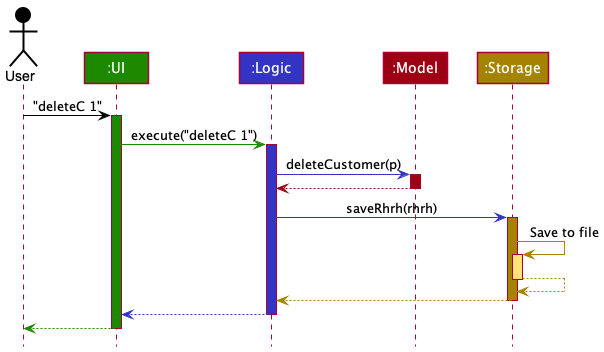 User
:UI
:Logic
:Model
:Storage
"deleteC 1"
execute("deleteC 1")
deleteCustomer(p)
saveRhrh(rhrh)
Save to file